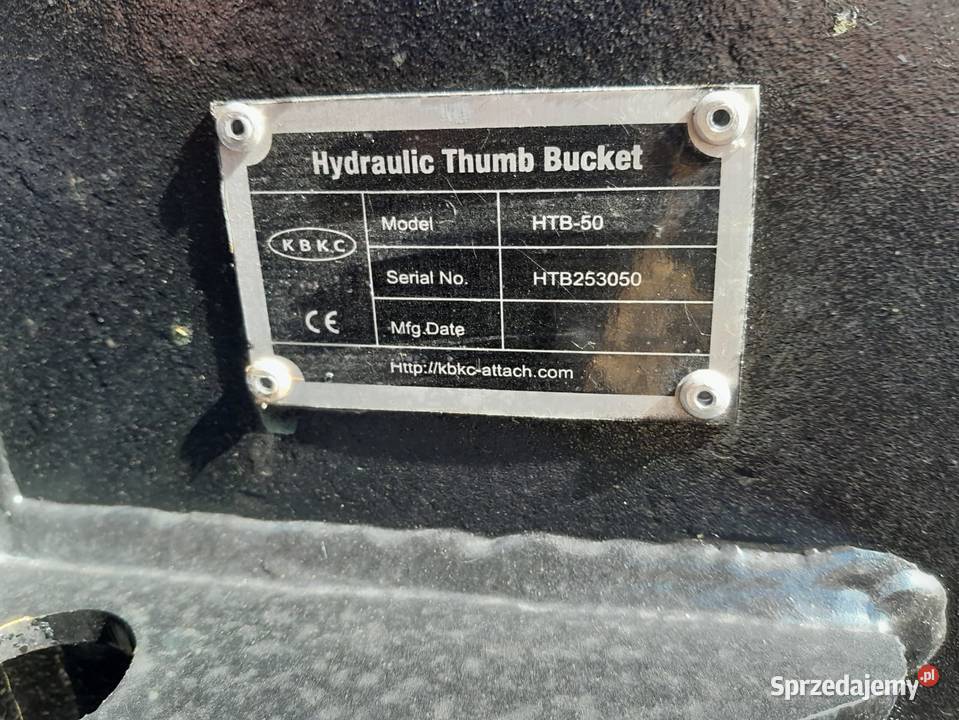 Hydraulic Thumb Bucket
KBKC
Model HTB-50
Serial No. HTB253050
CE
Mfg.Date
Http://kbkc-attach.com
Sprzedajemy.pl